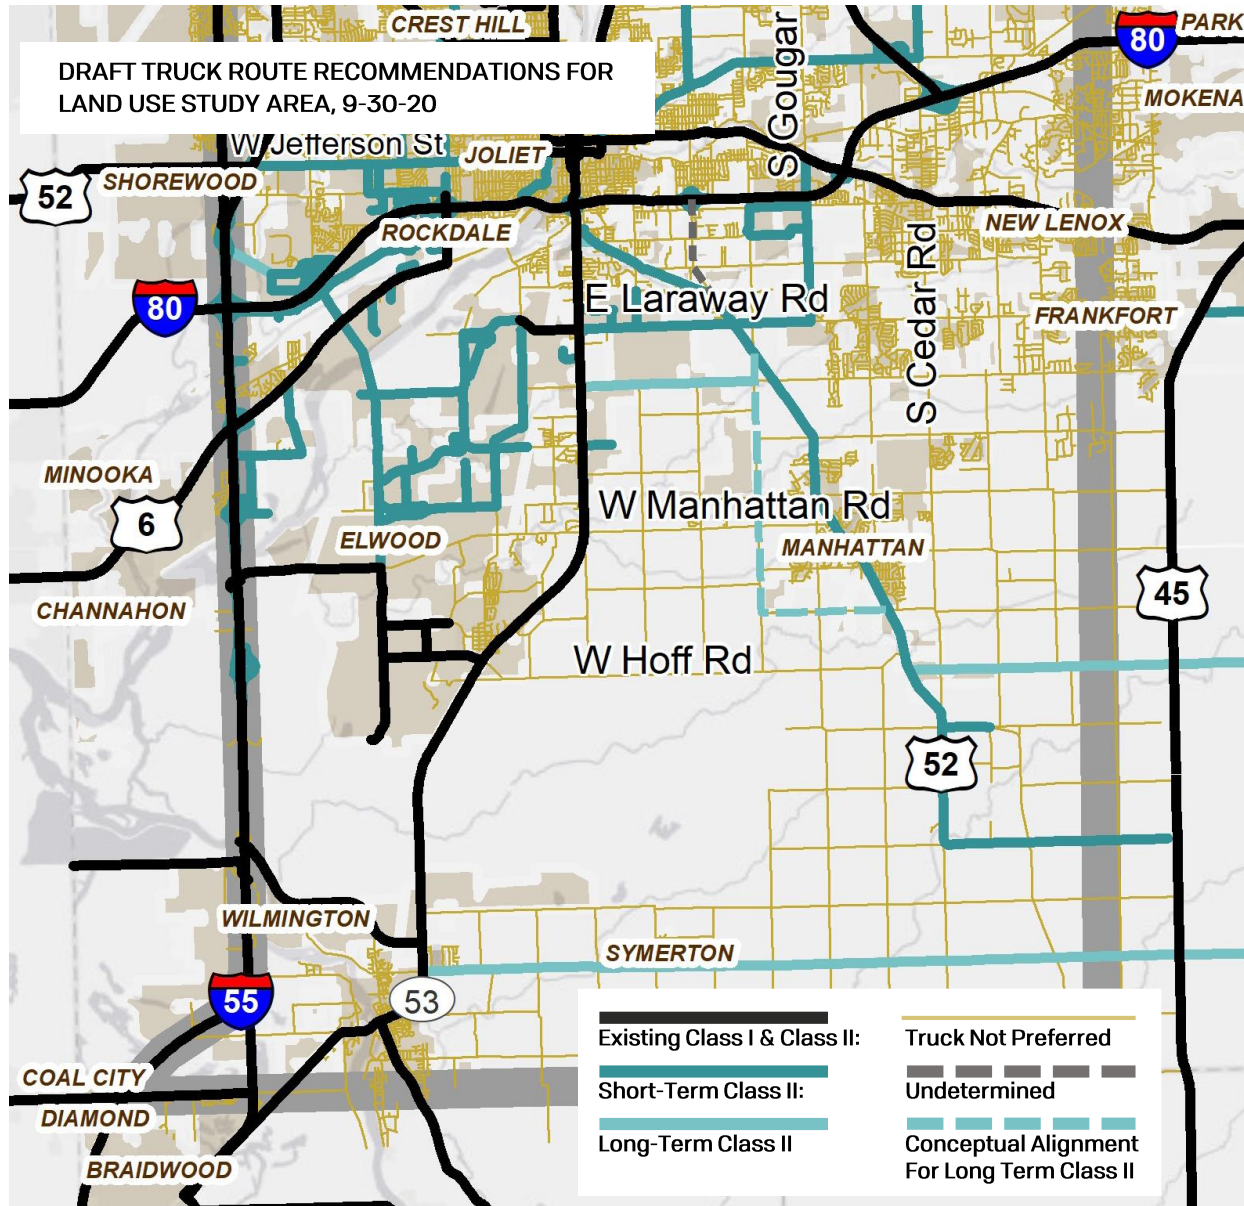 CREST HILL
S Gougar
80
PARK
DRAFT TRUCK ROUTE RECOMMENDATIONS FOR
LAND USE STUDY AREA, 9-30-20
MOKENA
W Jefferson St
JOLIET
52
SHOREWOOD
ROCKDALE
NEW LENOX
S Cedar Rd
80
E Laraway Rd
FRANKFORT
MINOOKA
6
W Manhattan Rd
ELWOOD
MANHATTAN
CHANNAHON
45
W Hoff Rd
52
WILMINGTON
SYMERTON
55
53
Existing Class I & Class II:
Truck Not Preferred
Short-Term Class II:
Undetermined
Long-Term Class II
Conceptual Alignment
For Long Term Class II
COAL CITY
DIAMOND
BRAIDWOOD